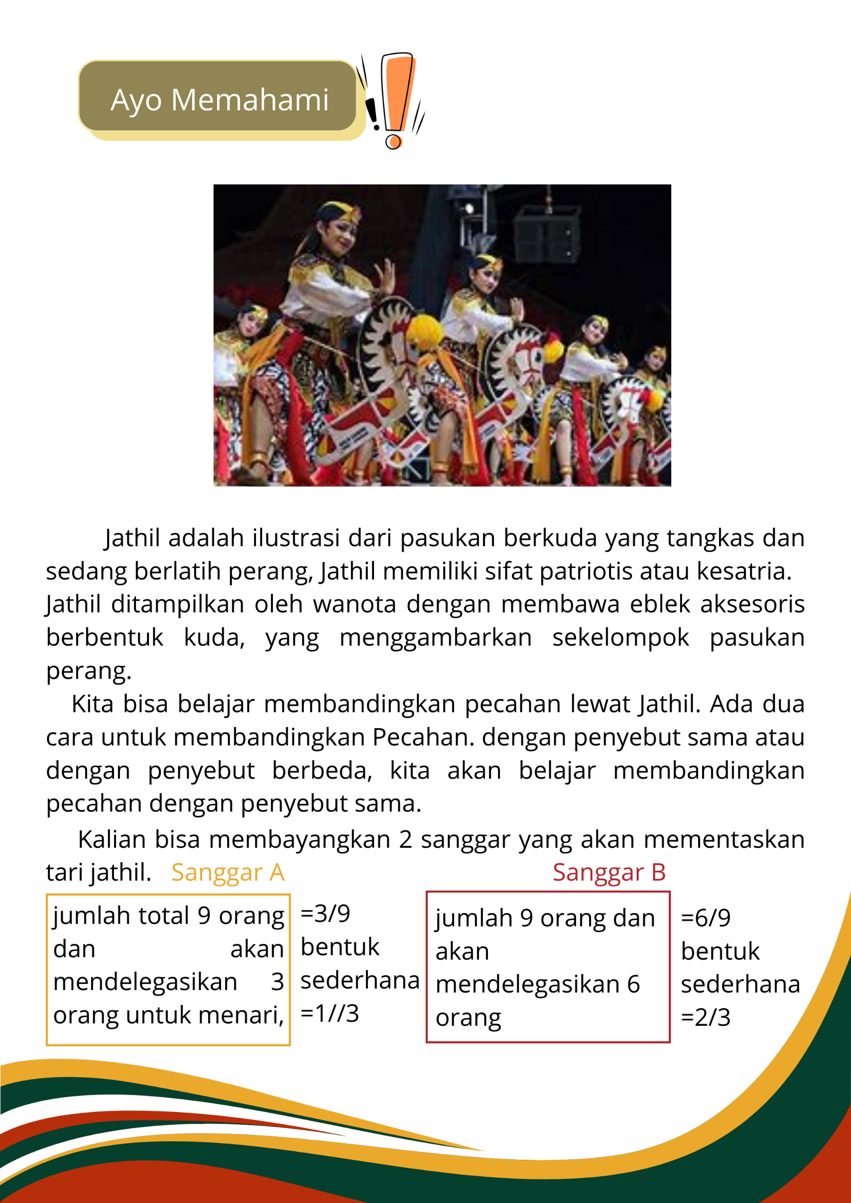 Ayo Memahami
Jathil adalah ilustrasi dari pasukan berkuda yang tangkas dan
sedang berlatih perang, Jathil memiliki sifat patriotis atau kesatria.
Jathil ditampilkan oleh wanota dengan membawa eblek aksesoris
berbentuk kuda, yang menggambarkan sekelompok pasukan
perang.
Kita bisa belajar membandingkan pecahan lewat Jathil. Ada dua
cara untuk membandingkan Pecahan. dengan penyebut sama atau
dengan penyebut berbeda, kita akan belajar membandingkan
pecahan dengan penyebut sama.
Kalian bisa membayangkan 2 sanggar yang akan mementaskan
tari jathil. Sanggar A
jumlah total 9 orang
dan akan
mendelegasikan 3
orang untuk menari,
=3/9
bentuk
sederhana
=1//3
Sanggar B
jumlah 9 orang dan
akan
mendelegasikan 6
orang
=6/9
bentuk
sederhana
=2/3